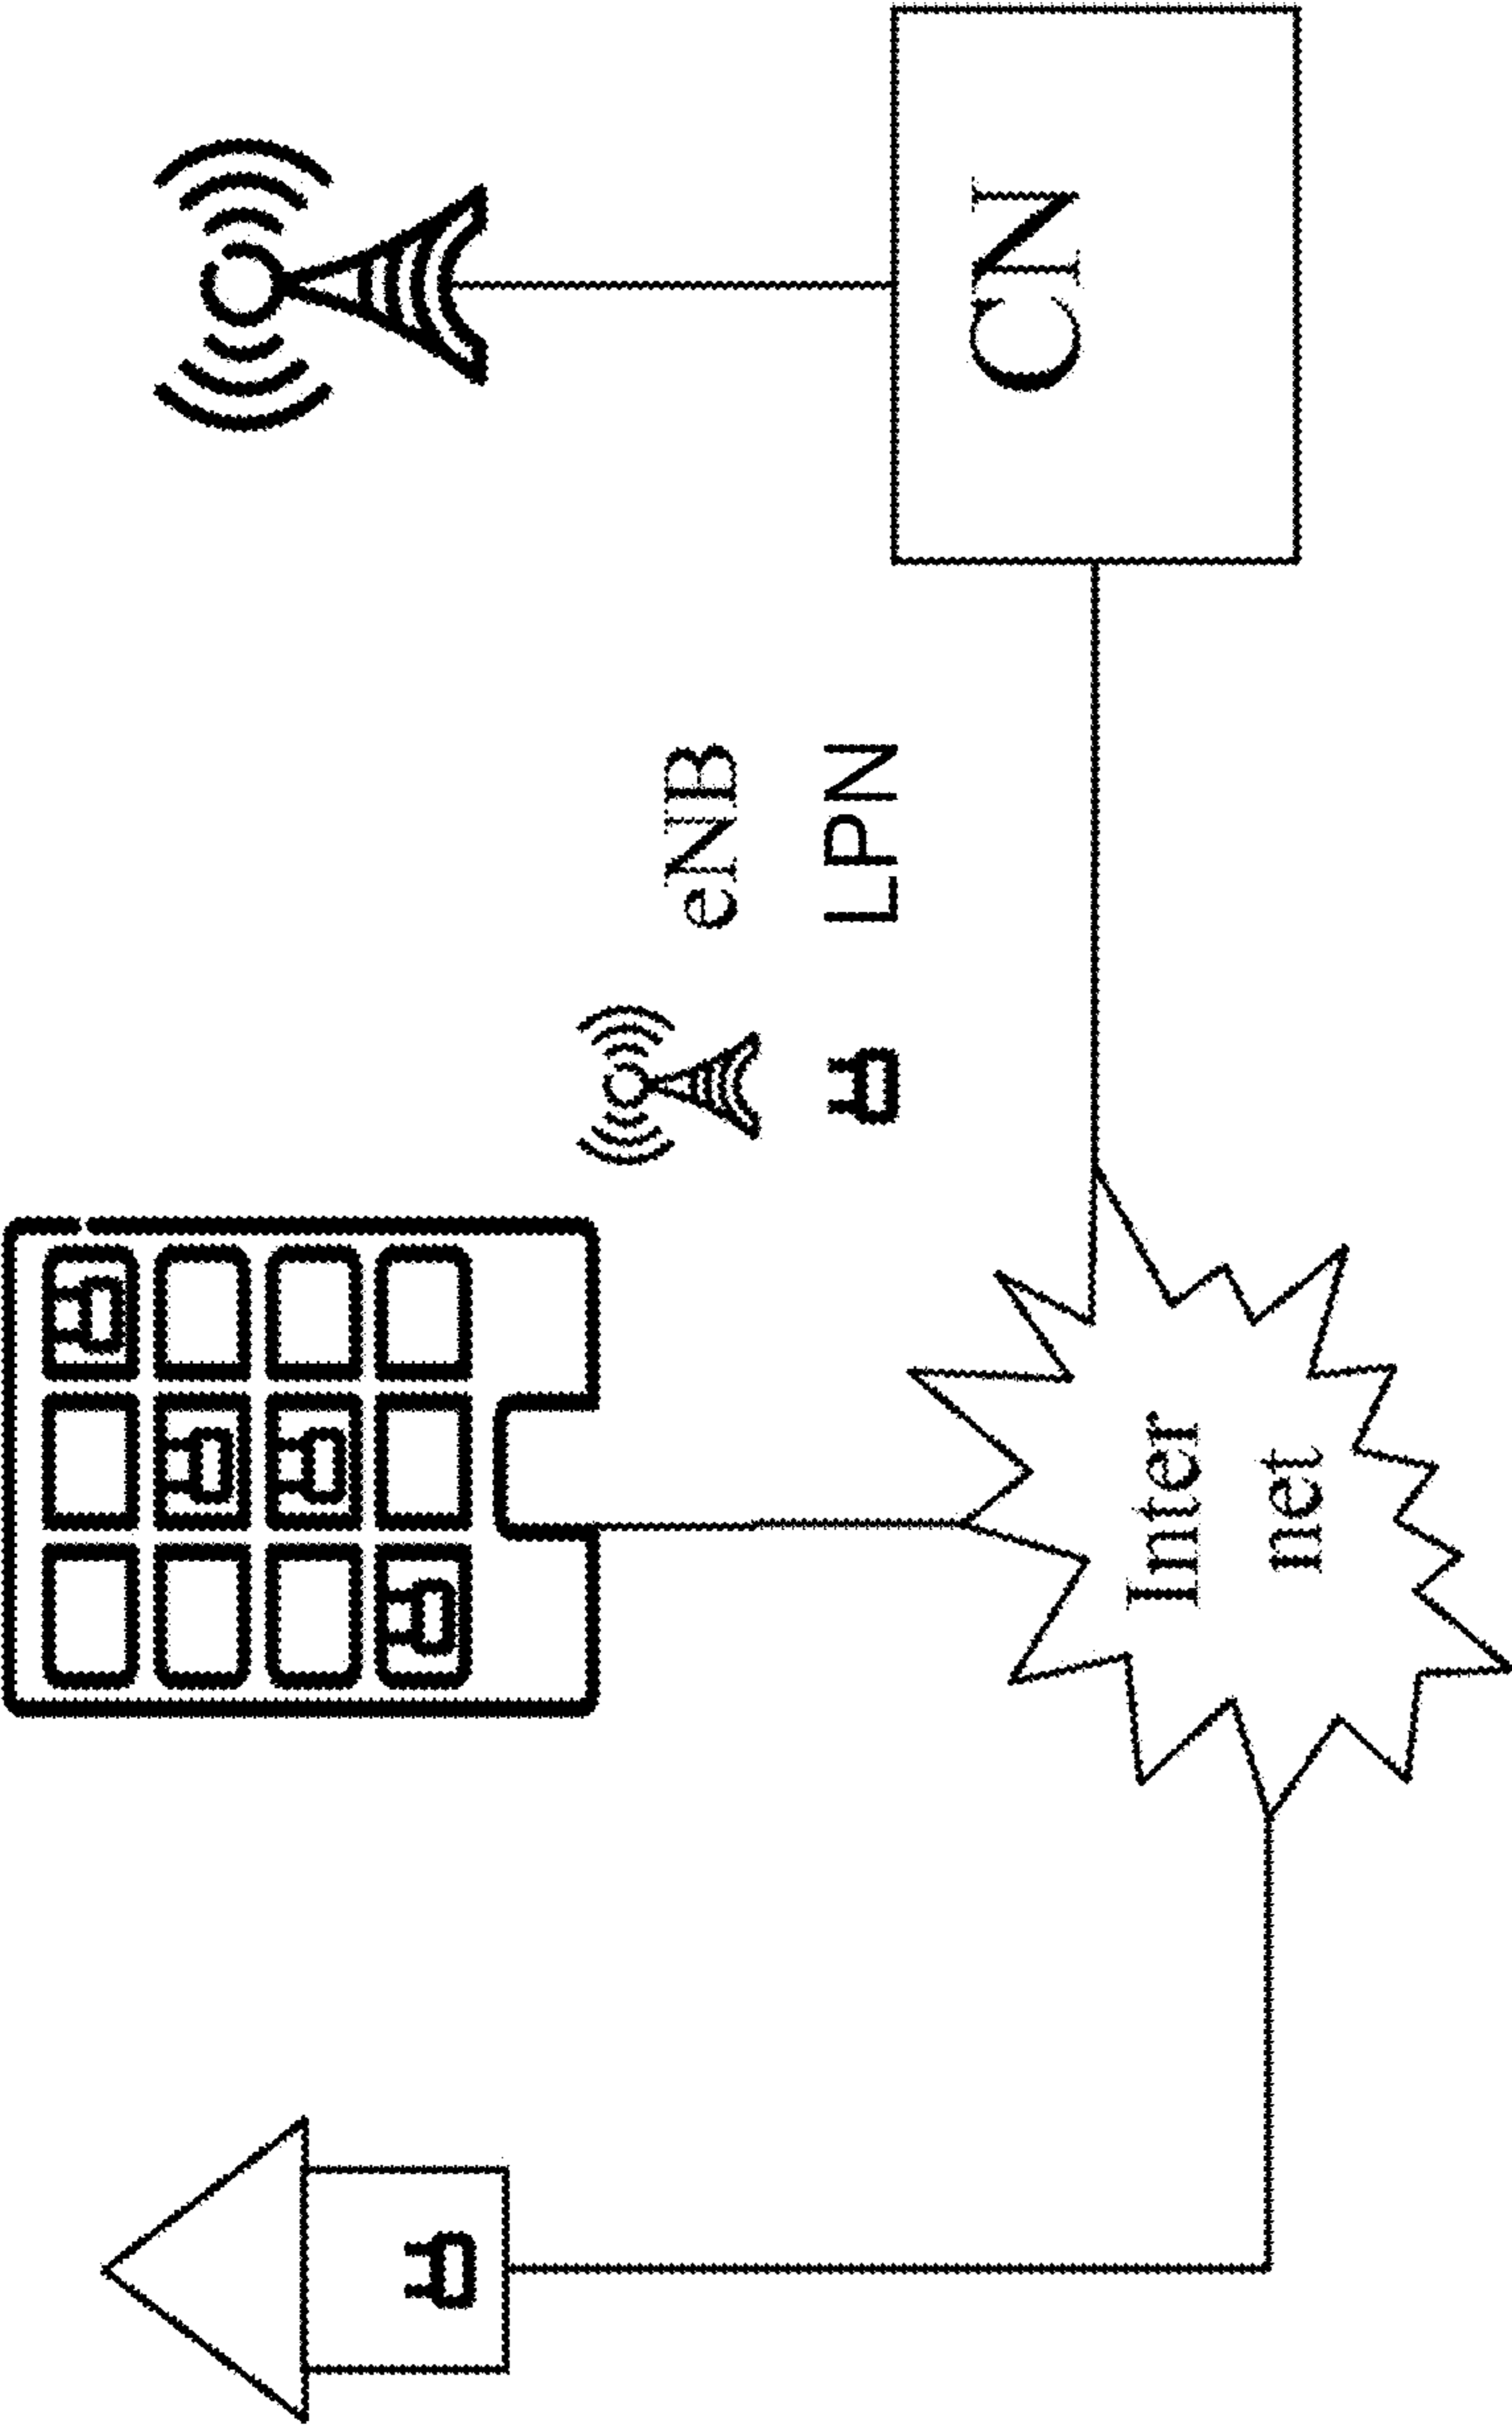 eNB
LPN
Inter
net
CN